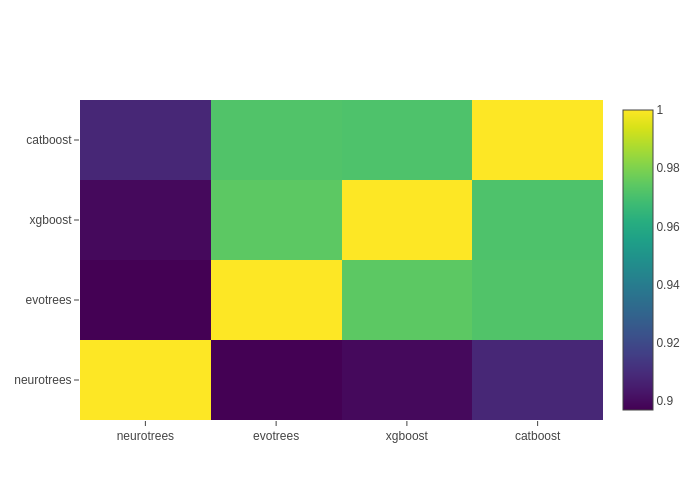 catboost
xgboost
evotrees
neurotrees
neurotrees
evotrees
xgboost
catboost
1
0.98
0.96
0.94
0.92
0.9